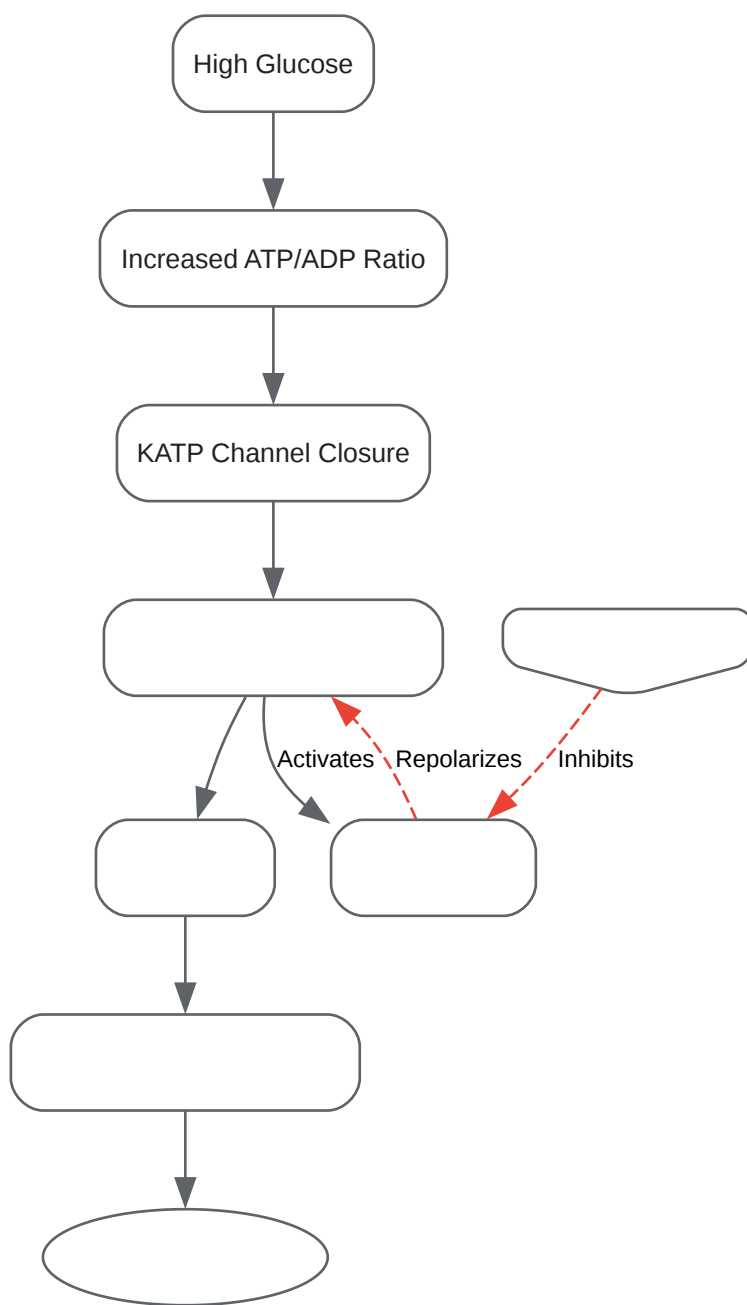 High Glucose
Increased ATP/ADP Ratio
KATP Channel Closure
Activates
Repolarizes
Inhibits